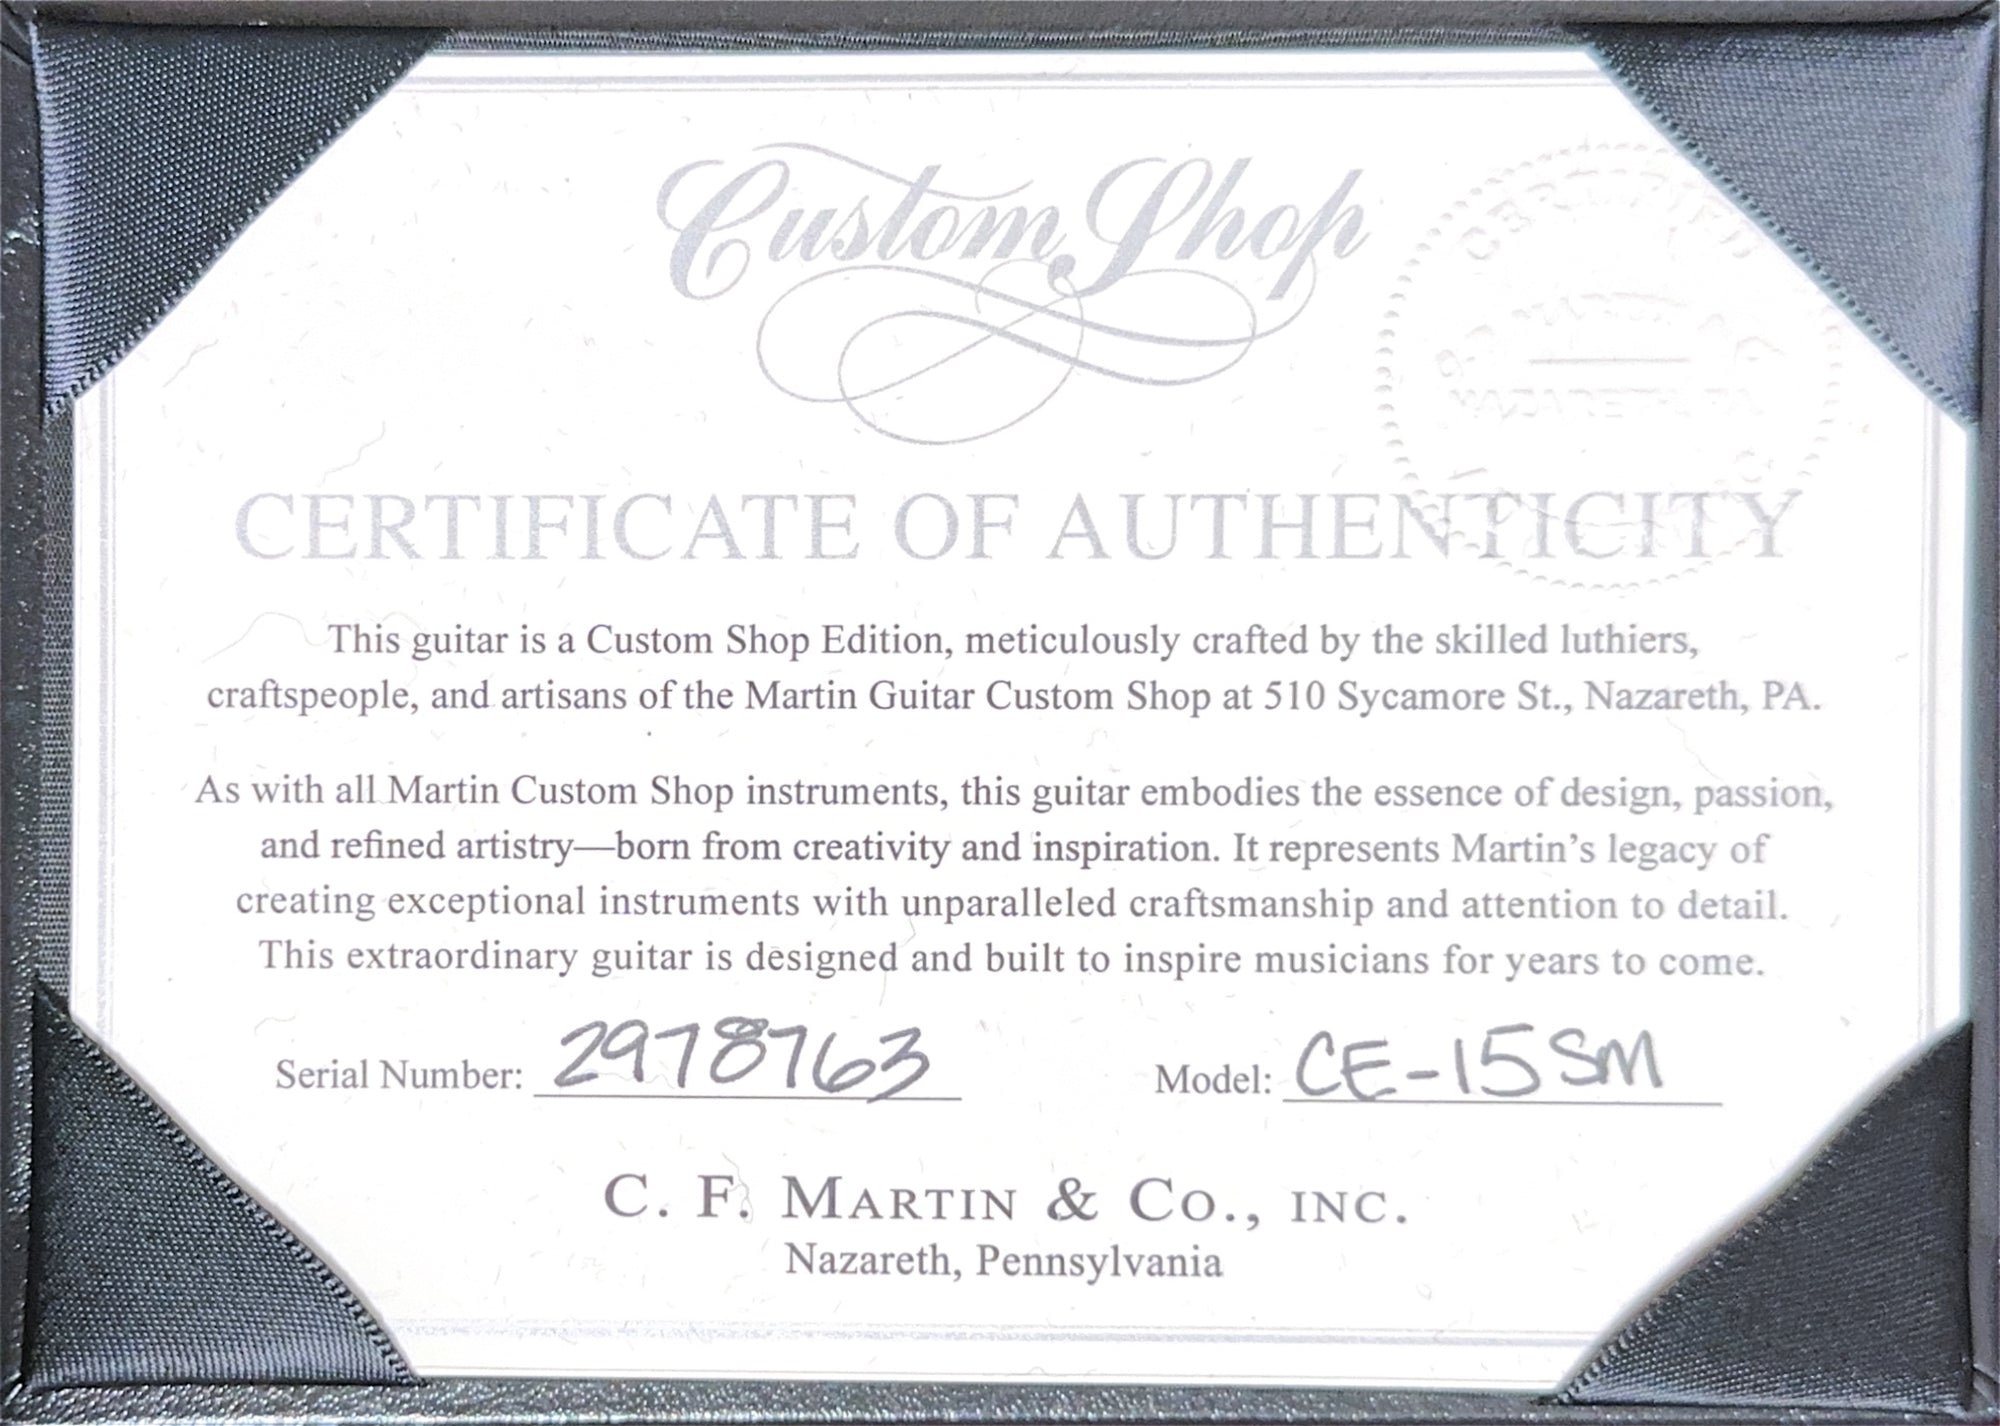 Custom Shop
CERTIFIED
C. F. MARTIN & CO.
NAZARETH, PA
CERTIFICATE OF AUTHENTICITY
This guitar is a Custom Shop Edition, meticulously crafted by the skilled luthiers,
craftspeople, and artisans of the Martin Guitar Custom Shop at 510 Sycamore St., Nazareth, PA.
As with all Martin Custom Shop instruments, this guitar embodies the essence of design, passion,
and refined artistry—born from creativity and inspiration. It represents Martin’s legacy of
creating exceptional instruments with unparalleled craftsmanship and attention to detail.
This extraordinary guitar is designed and built to inspire musicians for years to come.
Serial Number: 2978763 Model: CE-15SM
C. F. MARTIN & CO., INC.
Nazareth, Pennsylvania